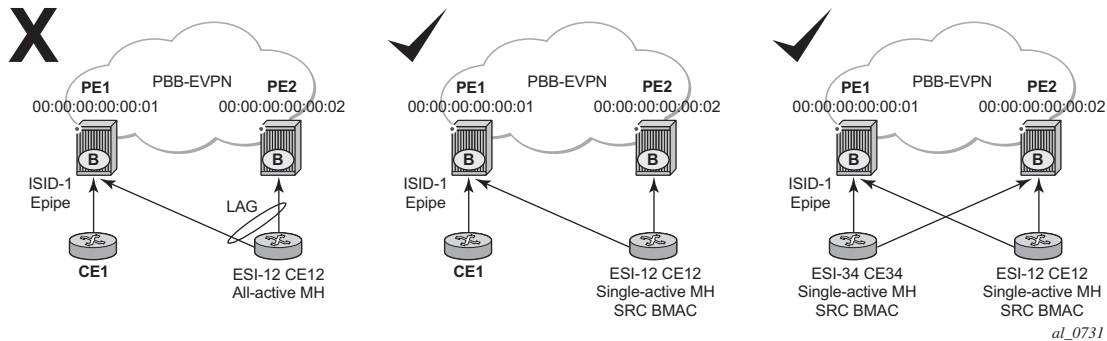 X
PBB-EVPN
PE1
PE2
00:00:00:00:00:01
00:00:00:00:00:02
B
B
ISID-1
Epipe
LAG
CE1
ESI-12 CE12
All-active MH
PBB-EVPN
PE1
PE2
00:00:00:00:00:01
00:00:00:00:00:02
B
B
ISID-1
Epipe
CE1
ESI-12 CE12
Single-active MH
SRC BMAC
PBB-EVPN
PE1
PE2
00:00:00:00:00:01
00:00:00:00:00:02
B
B
ISID-1
Epipe
ESI-34 CE34
Single-active MH
SRC BMAC
ESI-12 CE12
Single-active MH
SRC BMAC
al_0731